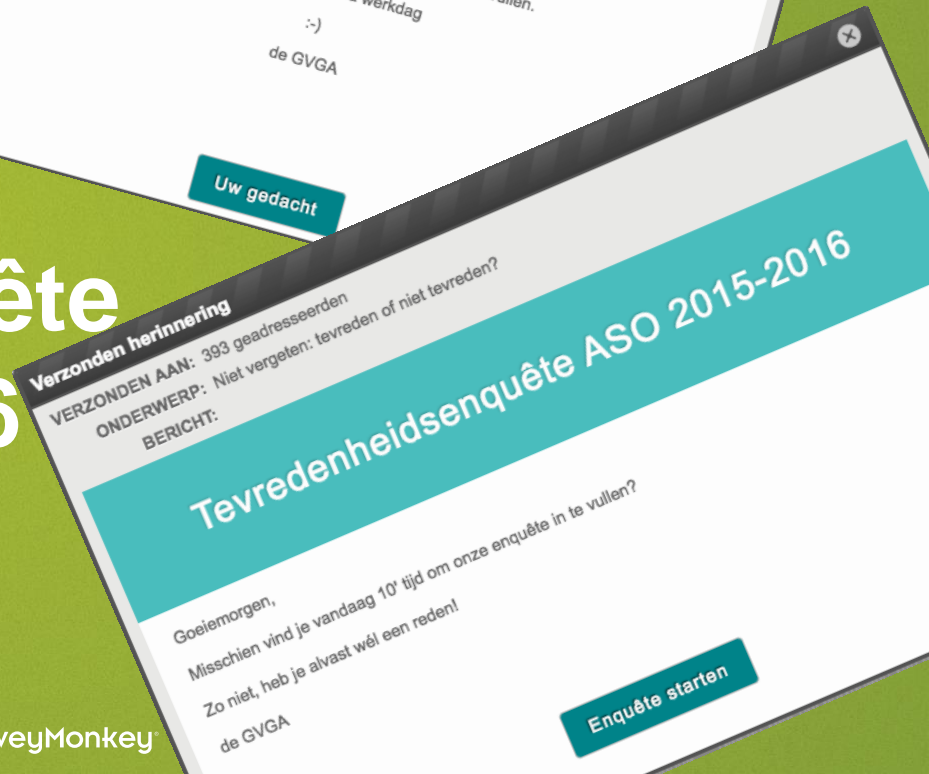 werkdag
:-)
de GVGA
Uw gedacht
Verzonden herinnering
VERZONDEN AAN: 393 geadresseerden
ONDERWERP: Niet vergeten: tevreden of niet tevreden?
BERICHT:
Tevredenheidsenquête ASO 2015-2016
Goeiemorgen,
Misschien vind je vandaag 10' tijd om onze enquête in te vullen?
Zo niet, heb je alvast wél een reden!
de GVGA
Enquête starten
ête
6
veyMonkey